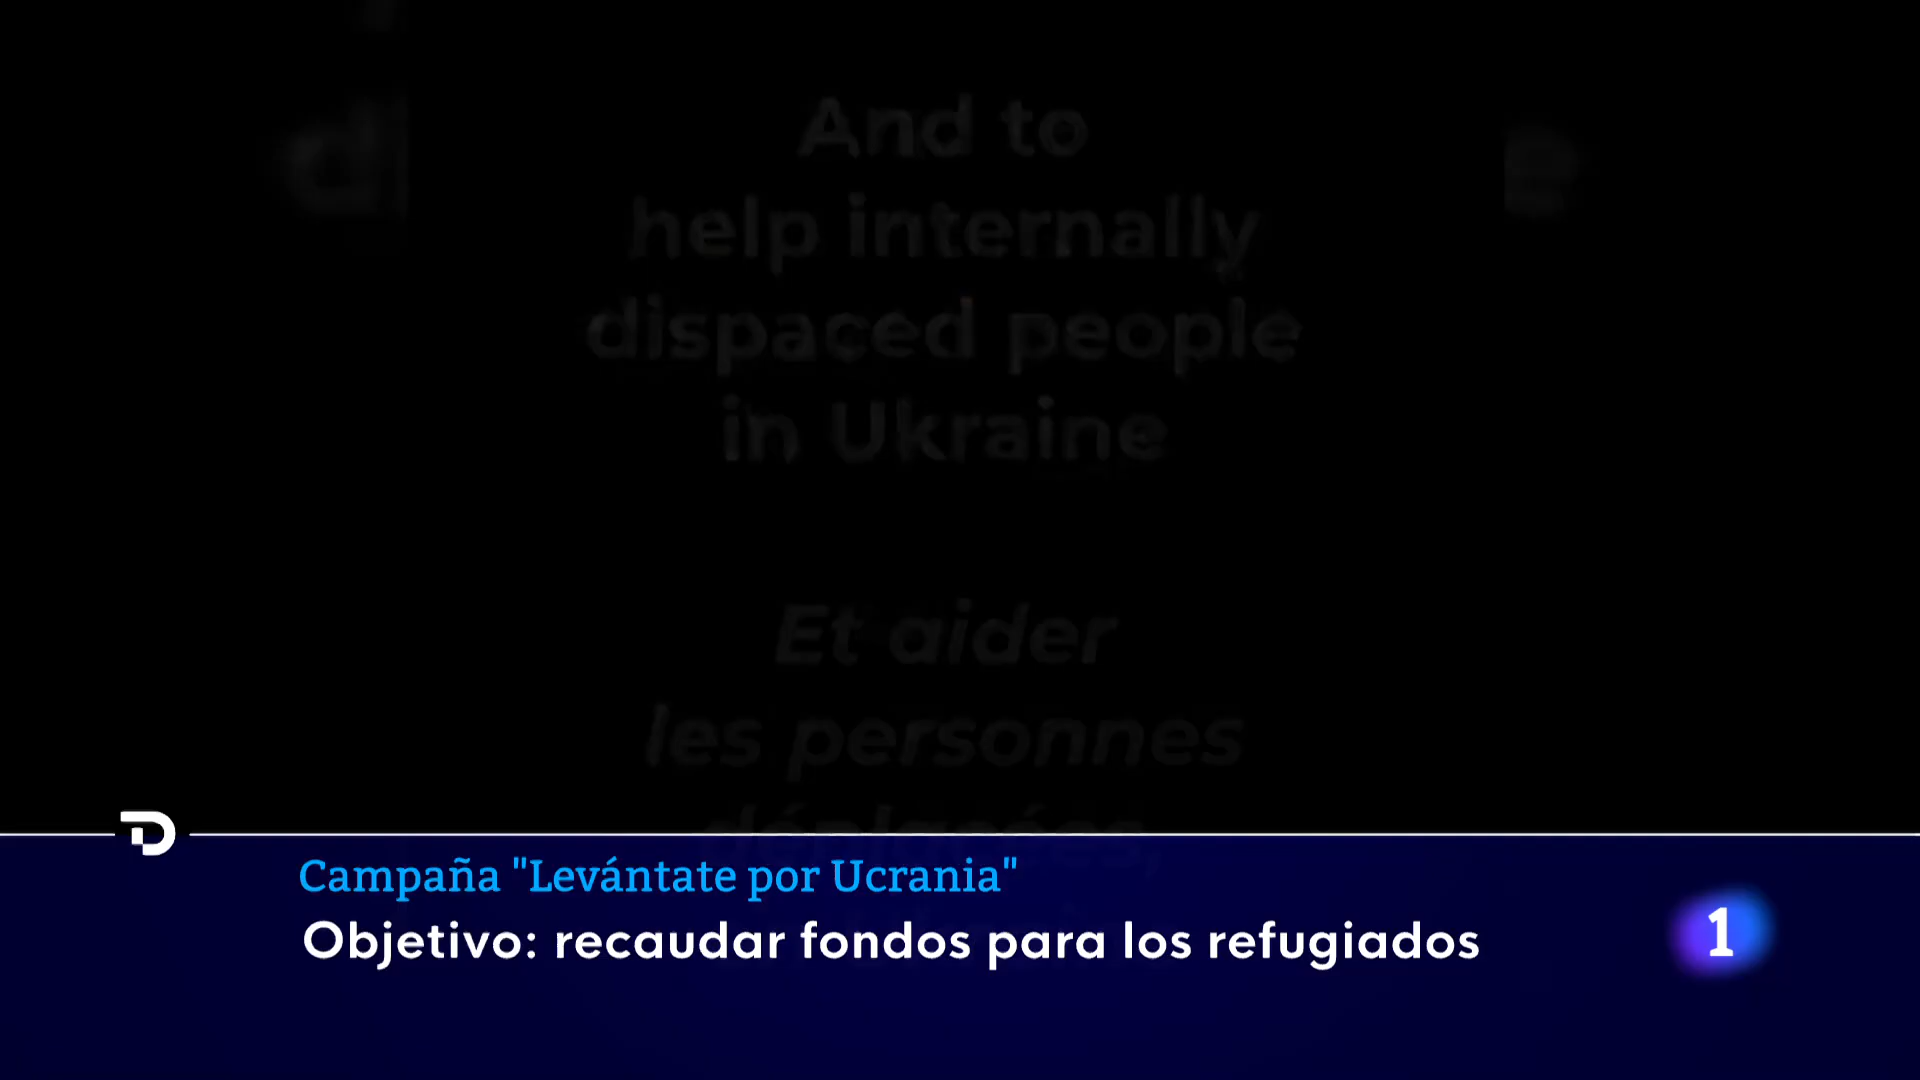 And to
help internally
dispaced people
in Ukraine
Et aider
les personnes
déplacées,
Campaña "Levántate por Ucrania"
Objetivo: recaudar fondos para los refugiados
1